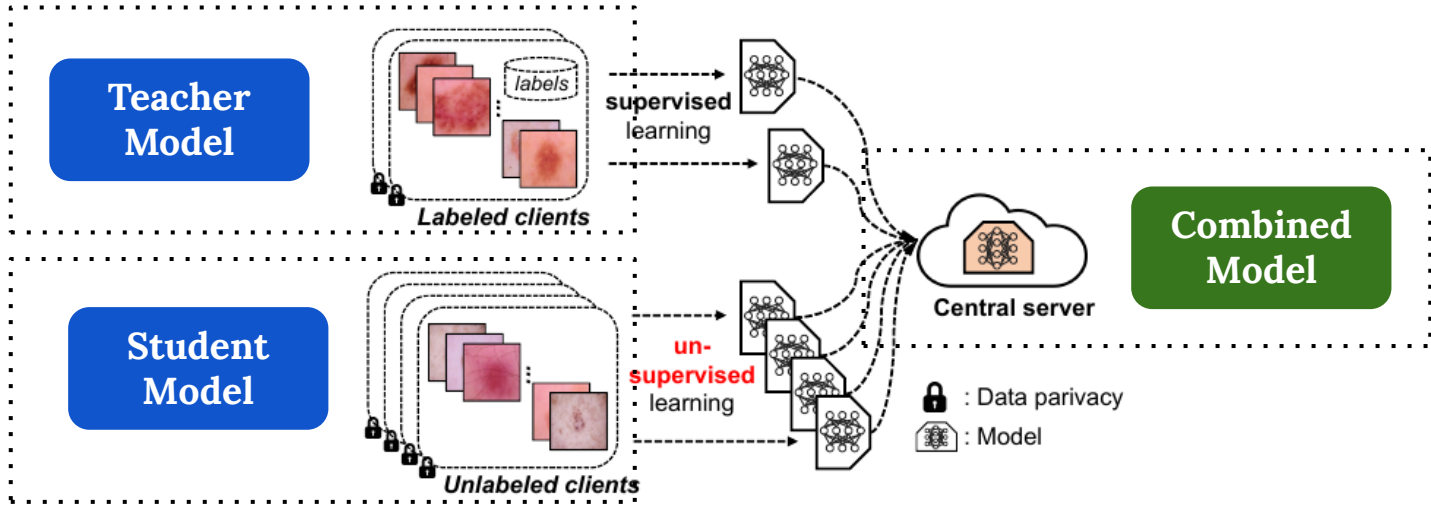 Teacher
Model
labels
Labeled clients
supervised
learning
Student
Model
Unlabeled clients
un-
supervised
learning
Central server
Combined
Model
: Data parivacy
: Model